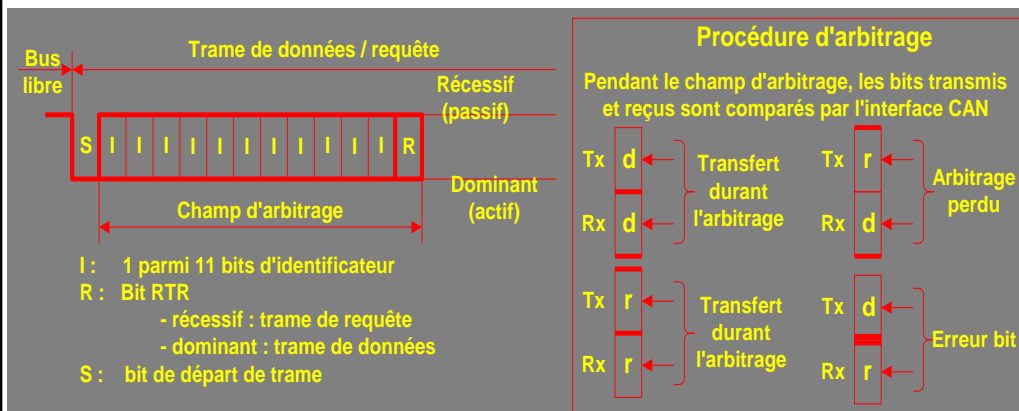 Trame de données / requête
Bus
libre
Récessif
(passif)
S I I I I I I I I I I I R
Dominant
(actif)
Champ d'arbitrage
I : 1 parmi 11 bits d'identificateur
R : Bit RTR
- récessif : trame de requête
- dominant : trame de données
S : bit de départ de trame
Procédure d'arbitrage
Pendant le champ d'arbitrage, les bits transmis
et reçus sont comparés par l'interface CAN
Tx d
Rx d
Transfert
durant
l'arbitrage
Tx r
Rx d
Arbitrage
perdu
Tx r
Rx r
Transfert
durant
l'arbitrage
Tx d
Rx r
Erreur bit